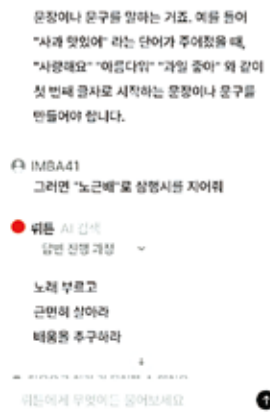 문장이나 문구를 말하는 거죠. 예를 들어
"사과 맛있어" 라는 단어가 주어졌을 때,
"사랑해요" "아름다워" "과일 좋아" 와 같이
첫 번째 글자로 시작하는 문장이나 문구를
만들어야 합니다.
IMBA41
그러면 "노근배"로 삼행시를 지어줘
뤼튼 AI 검색
답변 진행 과정
노래 부르고
근면히 살아라
배움을 추구하라
뤼튼에게 무엇이든 물어보세요